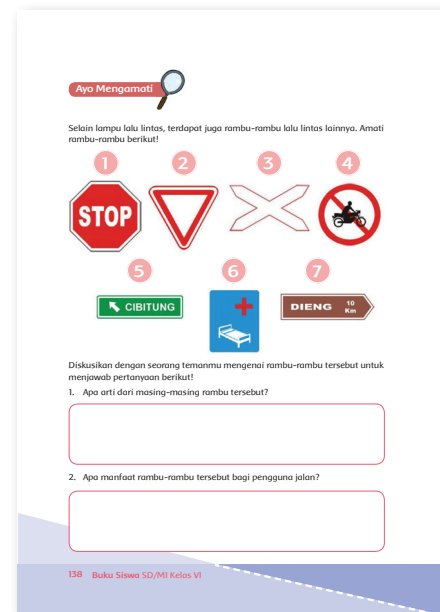 Ayo Mengamati
Selain lampu lalu lintas, terdapat juga rambu-rambu lalu lintas lainnya. Amati
rambu-rambu berikut!
1 2 3 4
STOP
5 6 7
CIBITUNG
DIENG 10 Km
Diskusikan dengan seorang temanmu mengenai rambu-rambu tersebut untuk
menjawab pertanyaan berikut!
1. Apa arti dari masing-masing rambu tersebut?
2. Apa manfaat rambu-rambu tersebut bagi pengguna jalan?
138 Buku Siswa SD/MI Kelas VI